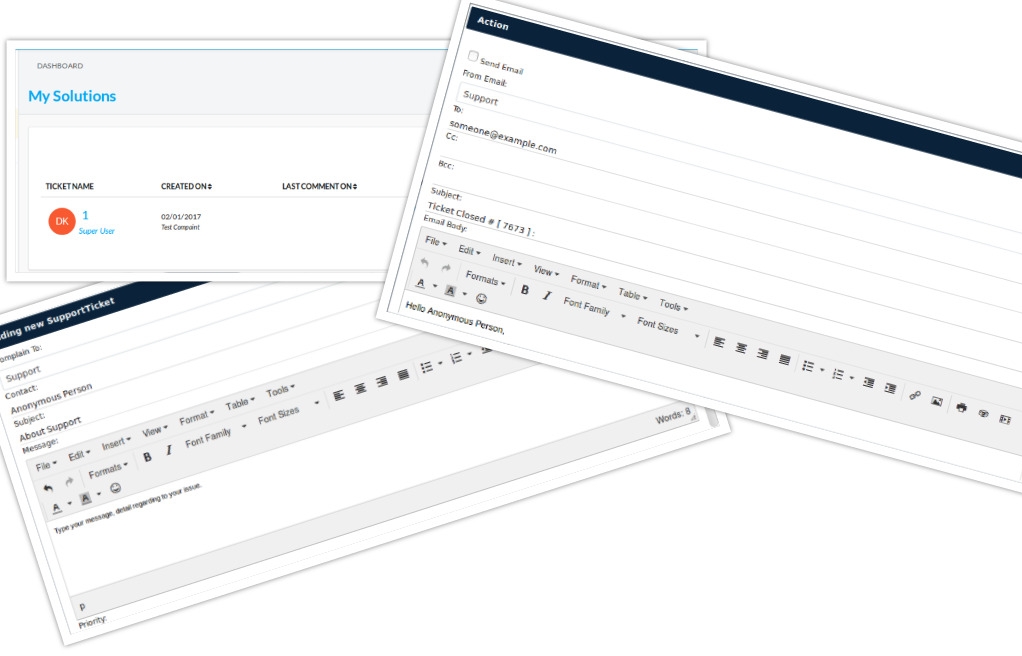 DASHBOARD
My Solutions
TICKET NAME CREATED ON LAST COMMENT ON
DK 1 02/01/2017
Super User Test Compaint
Action
Send Email
From Email:
Support
To:
someone@example.com
Cc:
Bcc:
Subject:
Ticket Closed # [ 7673 ] :
Email Body:
File Edit Insert View Format Table Tools
Formats B I Font Family Font Sizes
A A
Hello Anonymous Person,
ding new SupportTicket
omplain To:
Support
Contact:
Anonymous Person
Subject:
About Support
Message:
File Edit Insert View Format Table Tools
Formats B I Font Family Font Sizes
A A
Type your message, detail regarding to your issue.
p Words: 8
Priority: